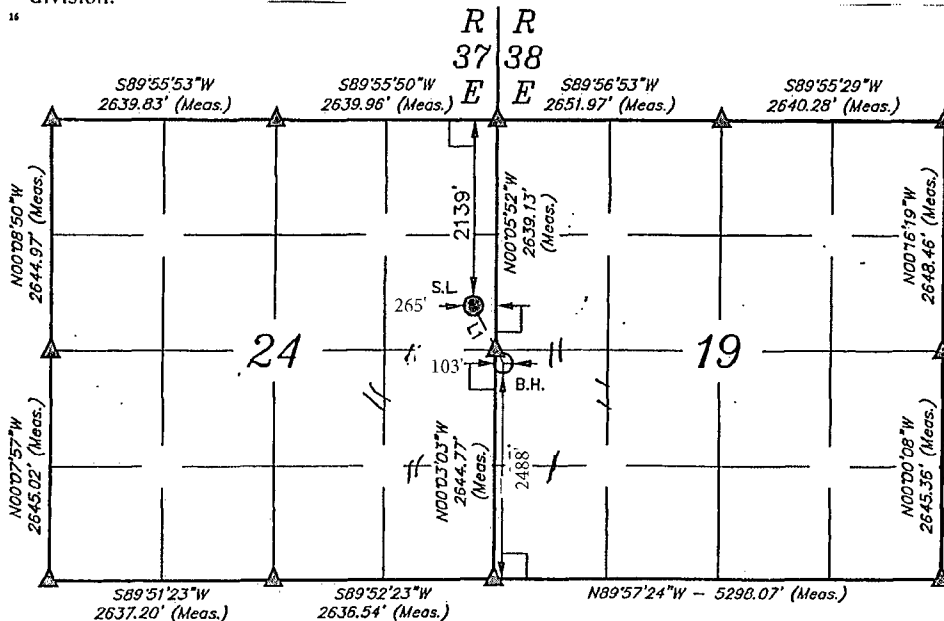 division.
16
R R
37 38
E E
S89°55'53"W
2639.83' (Meas.)
S89°55'50"W
2639.96' (Meas.)
S89°56'53"W
2651.97' (Meas.)
S89°55'29"W
2640.28' (Meas.)
N00°08'50"W
2644.97' (Meas.)
2139'
N00°05'52"W
2639.13'
(Meas.)
N00°16'19"W
2648.46' (Meas.)
S.L.
265'
L1
24
19
103'
B.H.
N00°07'57"W
2645.02' (Meas.)
N00°03'03"W
2644.77'
(Meas.)
2488'
N00°00'08"W
2645.36' (Meas.)
S89°51'23"W
2637.20' (Meas.)
S89°52'23"W
2636.54' (Meas.)
N89°57'24"W – 5298.07' (Meas.)